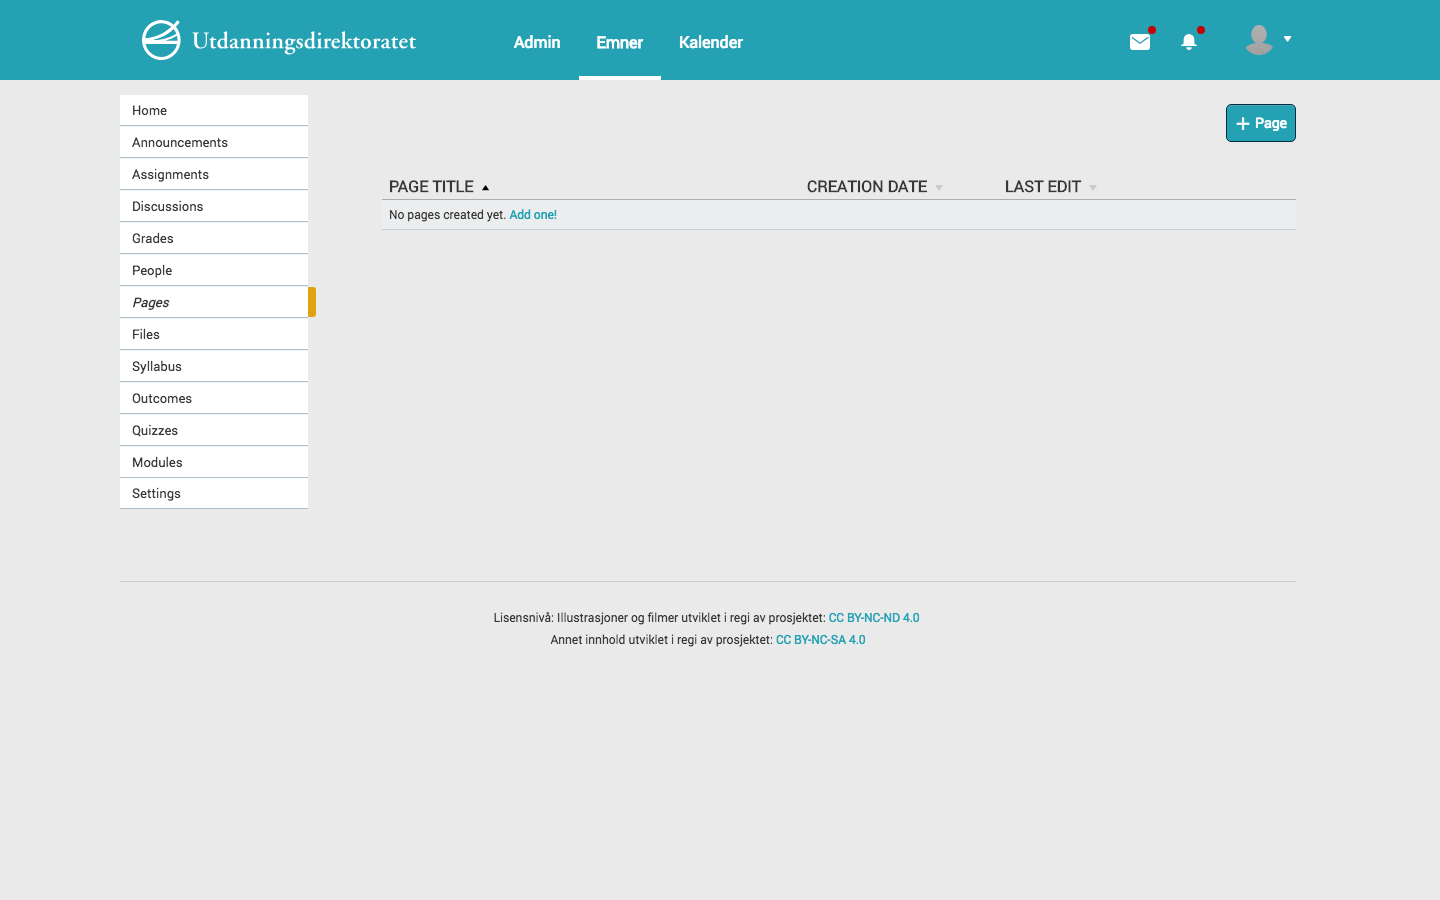 Utdanningsdirektoratet
Admin
Emner
Kalender
Home
Announcements
Assignments
Discussions
Grades
People
Pages
Files
Syllabus
Outcomes
Quizzes
Modules
Settings
+ Page
PAGE TITLE
CREATION DATE
LAST EDIT
No pages created yet. Add one!
Lisensnivå: Illustrasjoner og filmer utviklet i regi av prosjektet: CC BY-NC-ND 4.0
Annet innhold utviklet i regi av prosjektet: CC BY-NC-SA 4.0